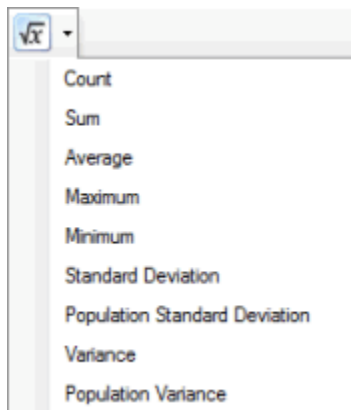 √x
Count
Sum
Average
Maximum
Minimum
Standard Deviation
Population Standard Deviation
Variance
Population Variance